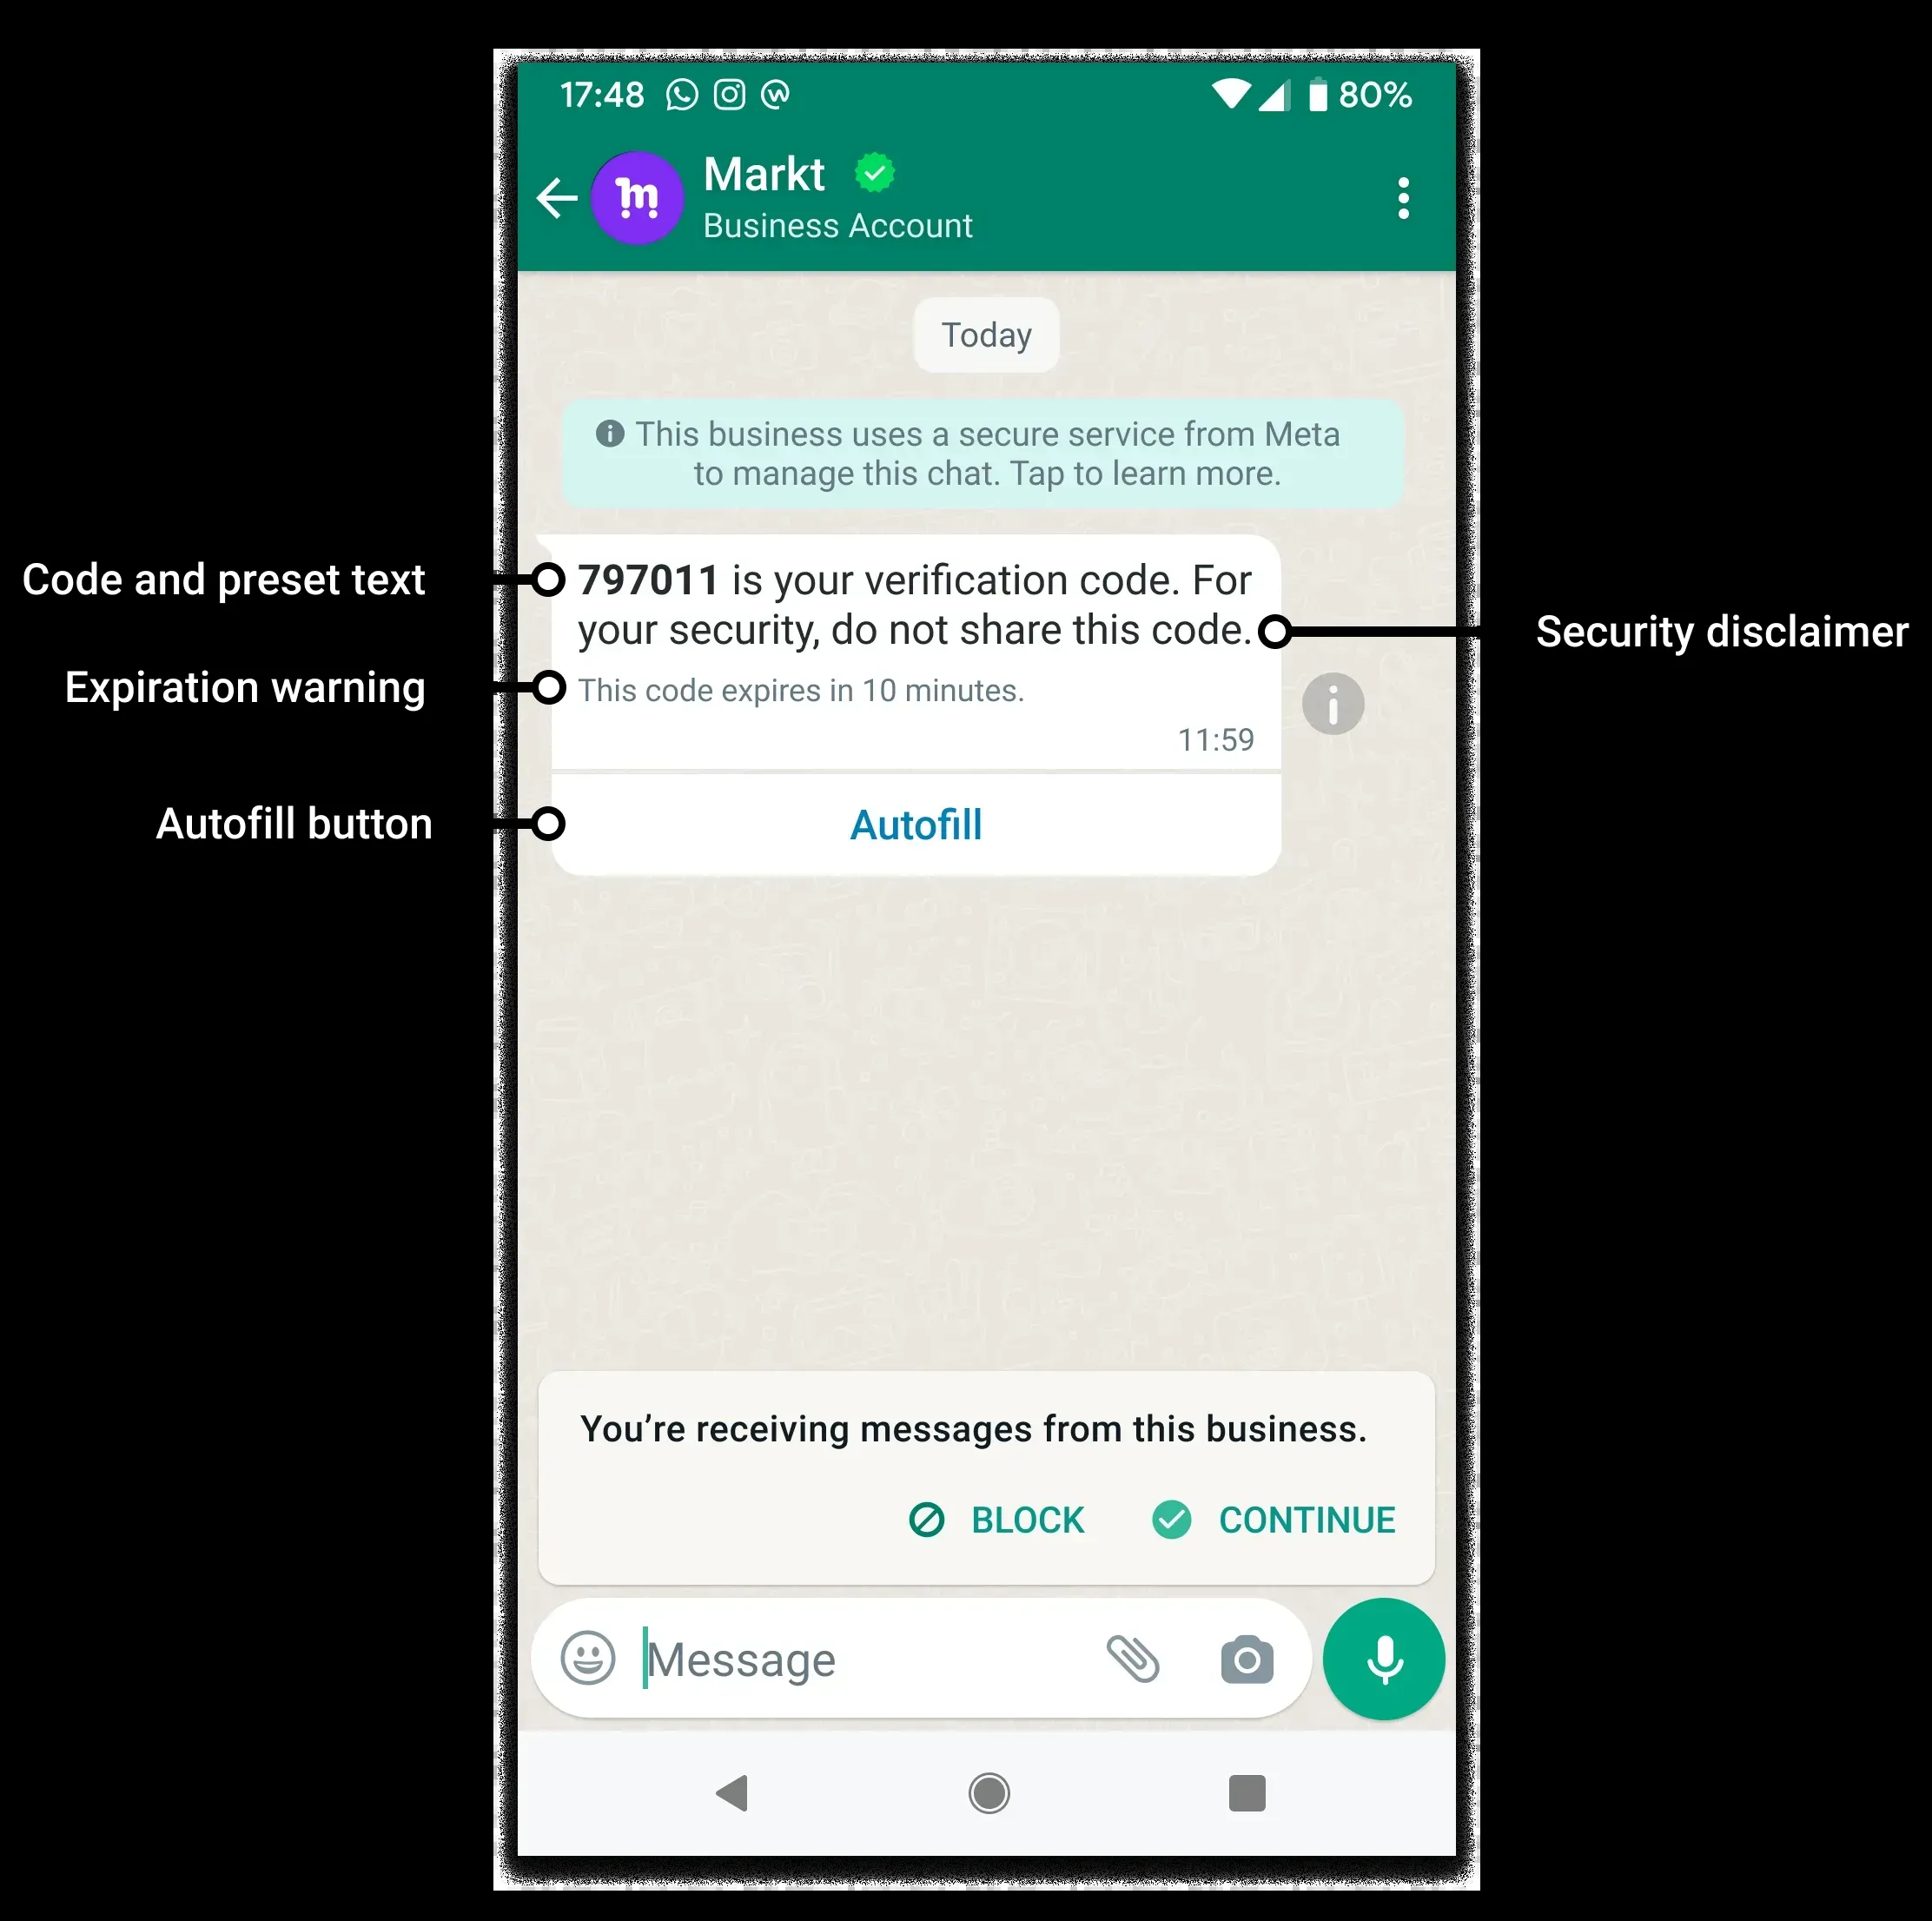 17:48 80%
Markt
Business Account
Today
This business uses a secure service from Meta
to manage this chat. Tap to learn more.
Code and preset text
797011 is your verification code. For
your security, do not share this code.
Security disclaimer
Expiration warning
This code expires in 10 minutes.
11:59
Autofill button
Autofill
You’re receiving messages from this business.
BLOCK CONTINUE
Message